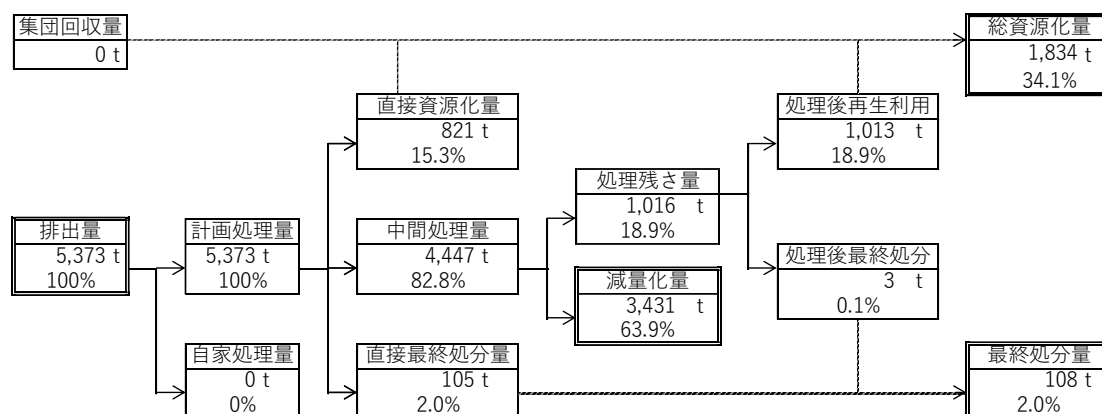 集団回収量
0 t
総資源化量
1,834 t
34.1%
直接資源化量
821 t
15.3%
処理後再生利用
1,013 t
18.9%
処理残さ量
1,016 t
18.9%
排出量
5,373 t
100%
計画処理量
5,373 t
100%
中間処理量
4,447 t
82.8%
処理後最終処分
3 t
0.1%
減量化量
3,431 t
63.9%
自家処理量
0 t
0%
直接最終処分量
105 t
2.0%
最終処分量
108 t
2.0%